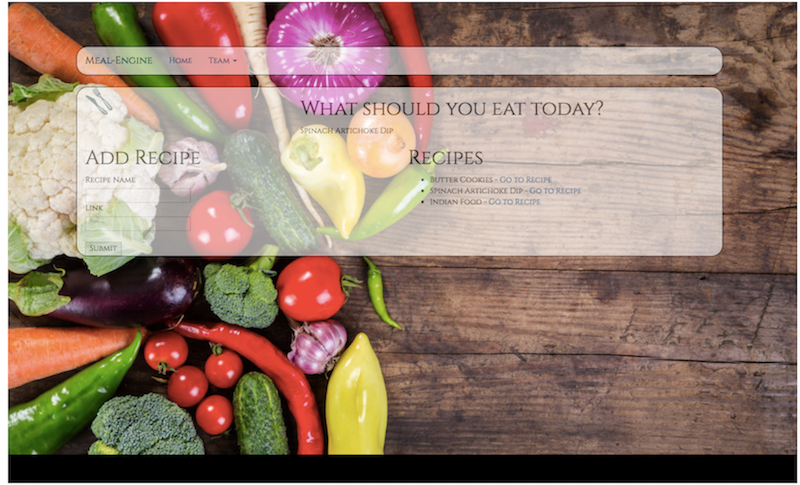 Meal-Engine Home Team
What should you eat today?
Spinach Artichoke Dip
Add Recipe
Recipe Name
Link
Submit
Recipes
Butter Cookies - Go to Recipe
Spinach Artichoke Dip - Go to Recipe
Indian Food - Go to Recipe